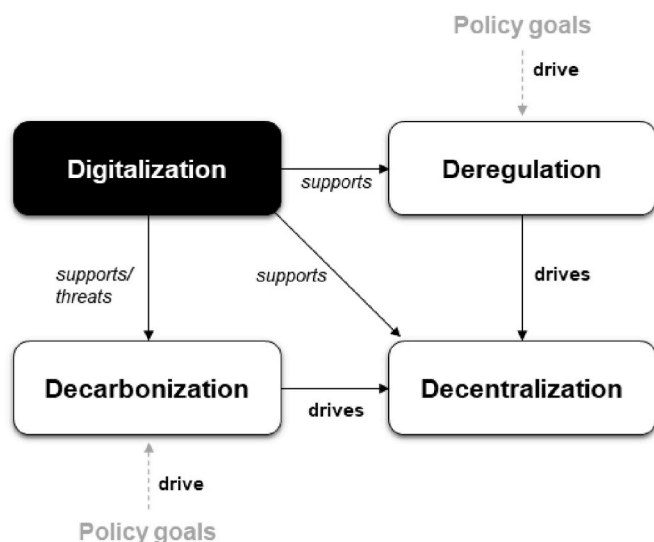 Policy goals
drive
Digitalization
supports
Deregulation
supports/
threats
supports
drives
Decarbonization
drives
Decentralization
drive
Policy goals